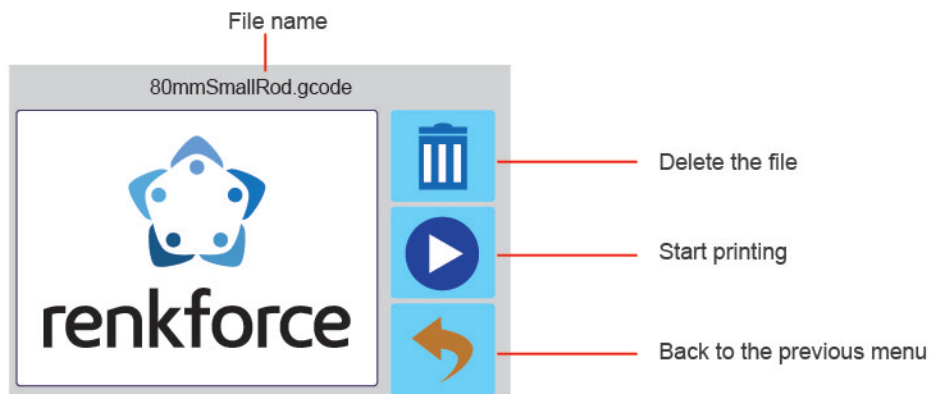 File name
80mmSmallRod.gcode
Delete the file
Start printing
renkforce
Back to the previous menu